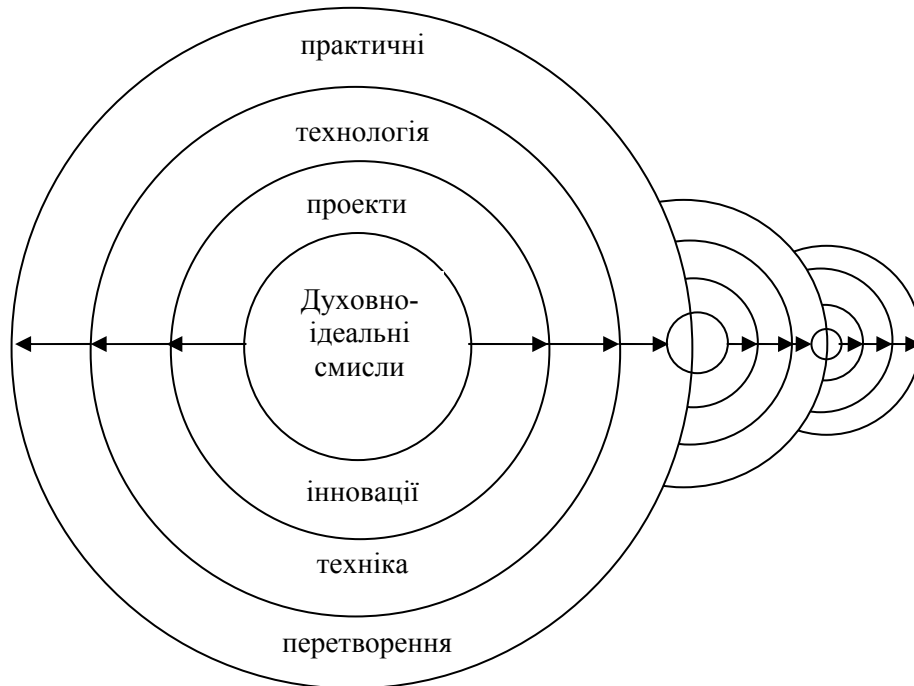 практичні
технологія
проекти
Духовно-
ідеальні
смисли
інновації
техніка
перетворення